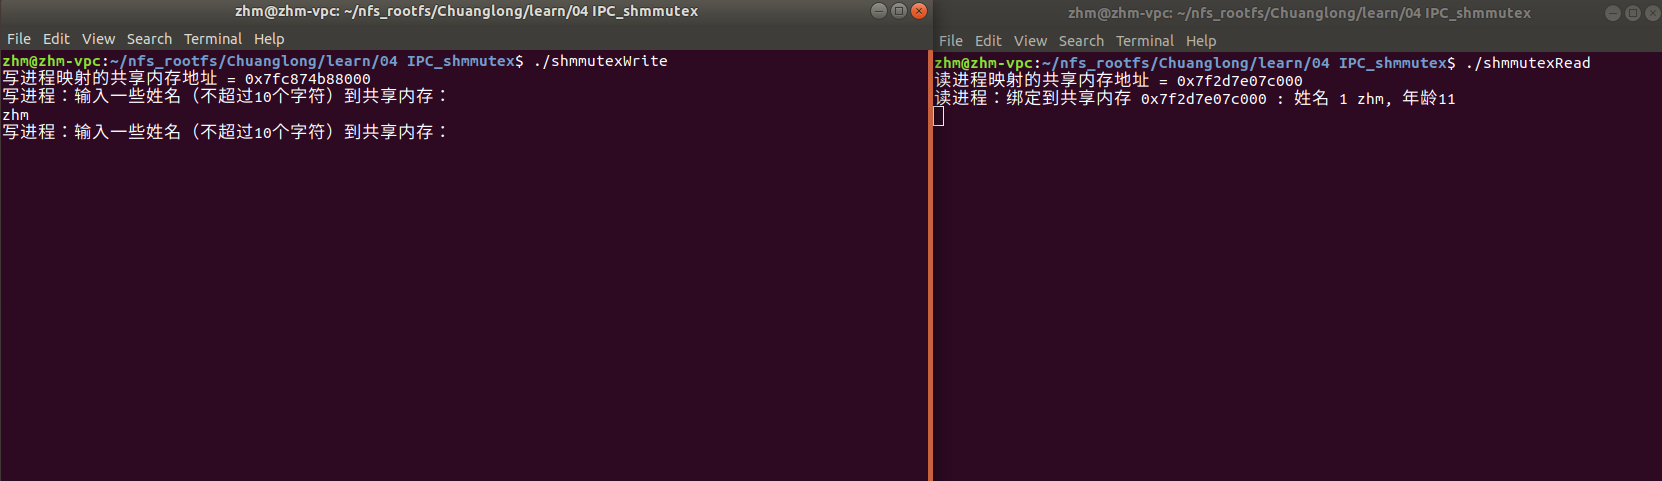 zhm@zhm-vpc: ~/nfs_rootfs/Chuanglong/learn/04 IPC_shmmutex
File Edit View Search Terminal Help
zhm@zhm-vpc:~/nfs_rootfs/Chuanglong/learn/04 IPC_shmmutex$ ./shmmutexWrite
写进程映射的共享内存地址 = 0x7fc874b88000
写进程：输入一些姓名（不超过10个字符）到共享内存：
zhm
写进程：输入一些姓名（不超过10个字符）到共享内存：
zhm@zhm-vpc: ~/nfs_rootfs/Chuanglong/learn/04 IPC_shmmutex
File Edit View Search Terminal Help
zhm@zhm-vpc:~/nfs_rootfs/Chuanglong/learn/04 IPC_shmmutex$ ./shmmutexRead
读进程映射的共享内存地址 = 0x7f2d7e07c000
读进程：绑定到共享内存 0x7f2d7e07c000 : 姓名 1 zhm, 年龄11